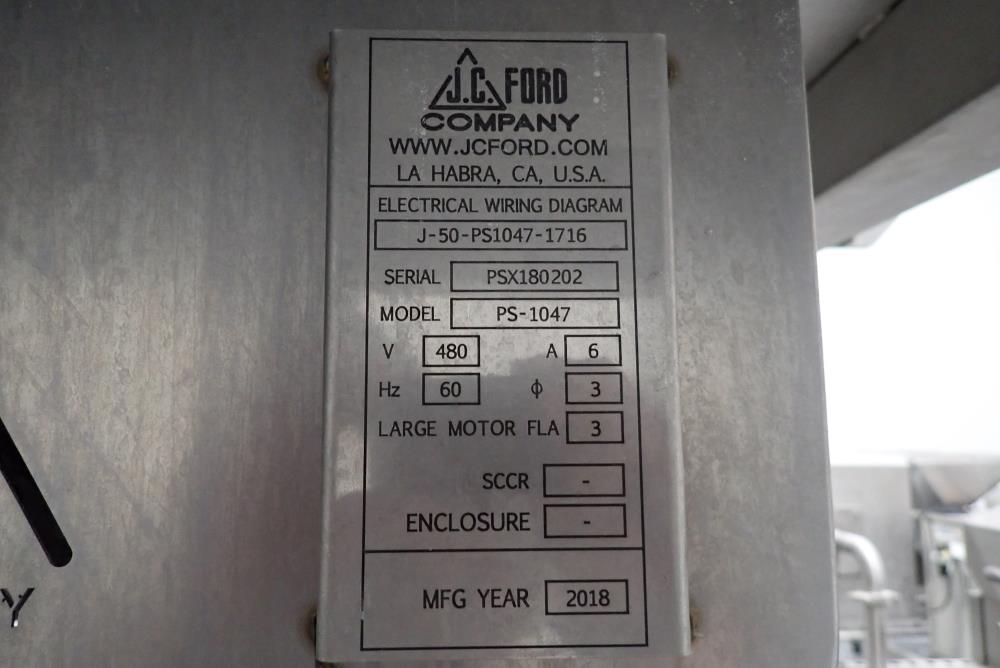 J.C. FORD
COMPANY
WWW.JCFORD.COM
LA HABRA, CA, U.S.A.
ELECTRICAL WIRING DIAGRAM
J-50-PS1047-1716
SERIAL PSX180202
MODEL PS-1047
V 480 A 6
Hz 60 ϕ 3
LARGE MOTOR FLA 3
SCCR -
ENCLOSURE -
MFG YEAR 2018
Y